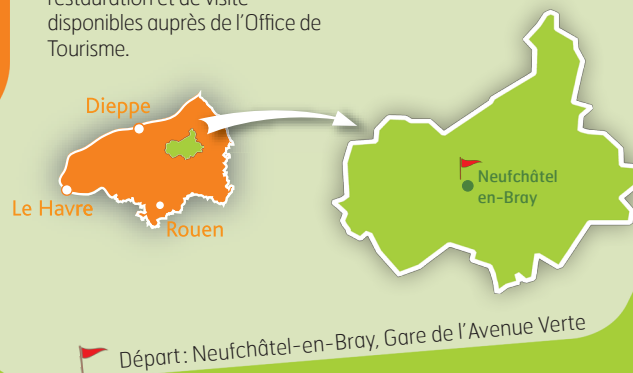 restauration et de visite
disponibles auprès de l'Office de
Tourisme.
Dieppe
Le Havre
Rouen
Neufchâtel
en-Bray
Départ : Neufchâtel-en-Bray, Gare de l'Avenue Verte